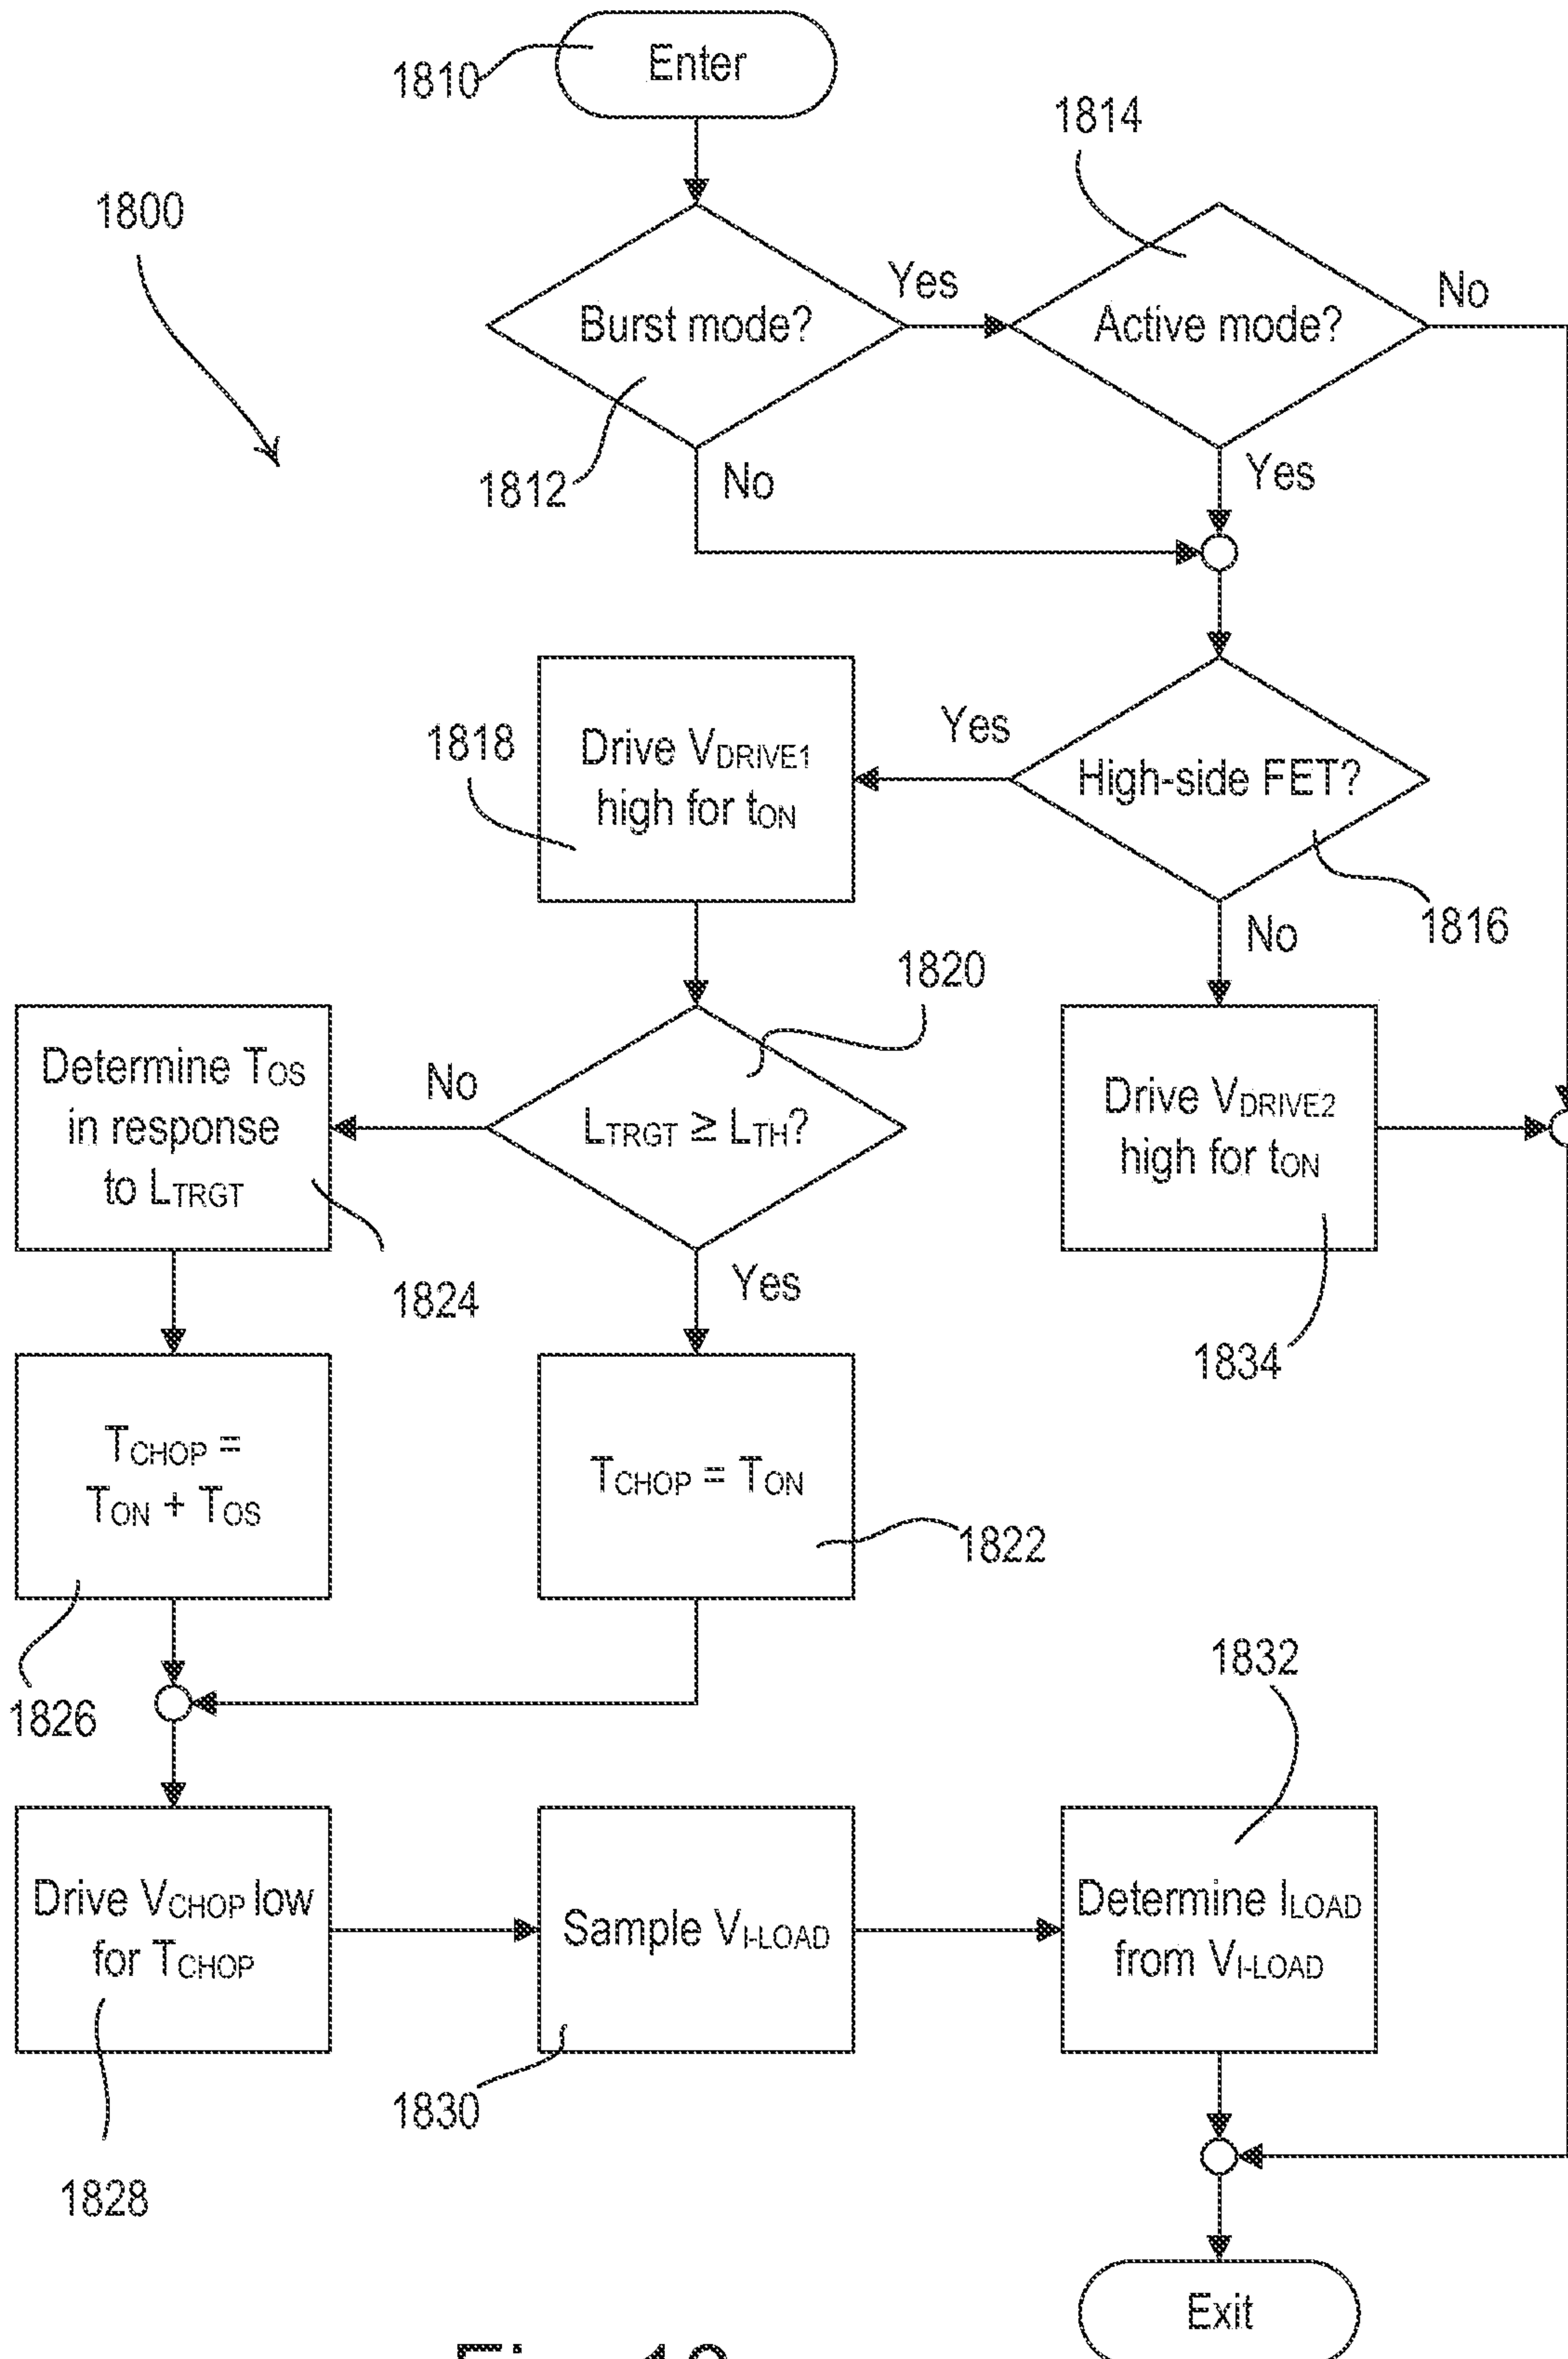 1810
Enter
1814
1800
Burst mode?
Yes
Active mode?
No
1812
No
Yes
1818
Drive VDRIVE1
high for tON
Yes
High-side FET?
1816
No
1820
Determine TOS
in response
to LTRGT
No
LTRGT ≥ LTH?
Drive VDRIVE2
high for tON
1824
Yes
1834
TCHOP =
TON + TOS
TCHOP = TON
1822
1826
1832
Drive VCHOP low
for TCHOP
Sample VI-LOAD
Determine ILOAD
from VI-LOAD
1830
1828
Exit